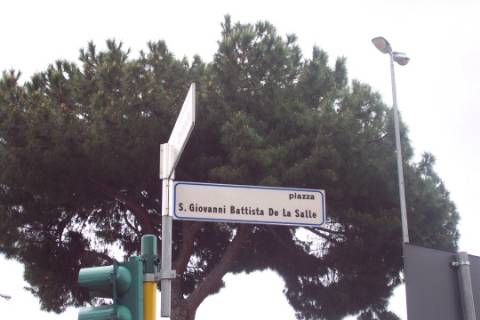 piazza
S. Giovanni Battista De La Salle